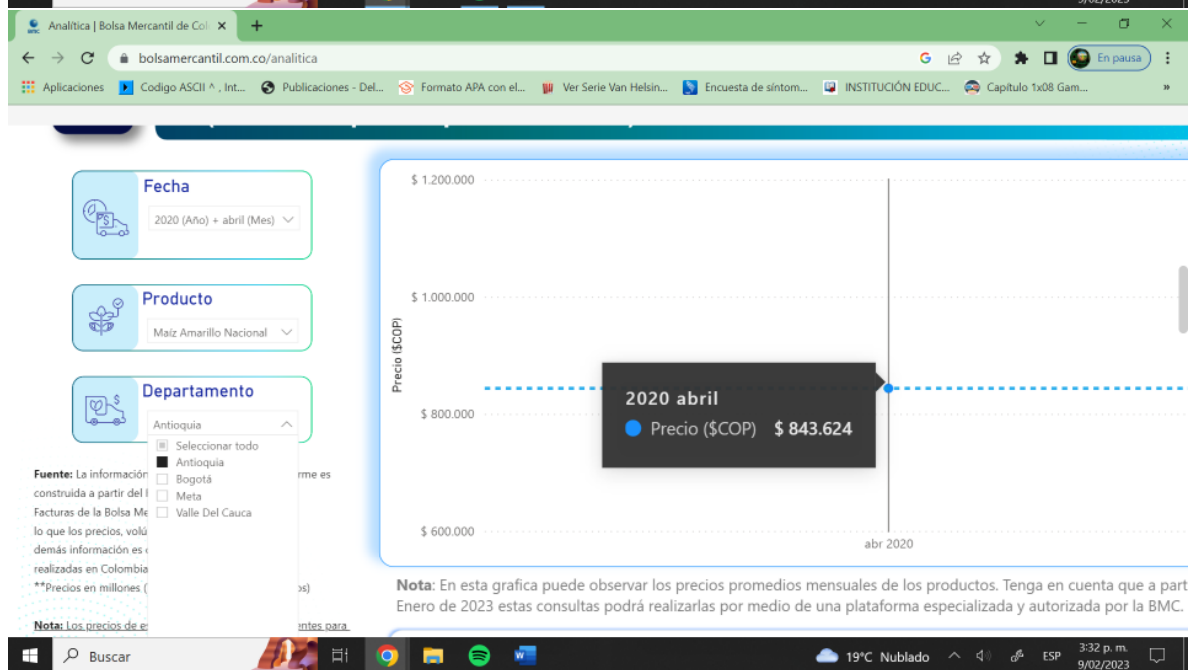 9/02/2023
Analítica | Bolsa Mercantil de Col
bolsamercantil.com.co/analitica
En pausa
Aplicaciones
Codigo ASCII ^ , Int...
Publicaciones - Del...
Formato APA con el...
Ver Serie Van Helsin...
Encuesta de síntom...
INSTITUCIÓN EDUC...
Capítulo 1x08 Gam...
»
Fecha
2020 (Año) + abril (Mes)
Producto
Maíz Amarillo Nacional
Departamento
Antioquia
Seleccionar todo
Antioquia
Bogotá
Meta
Valle Del Cauca
Fuente: La información
rme es
construida a partir del
Facturas de la Bolsa Me
lo que los precios, volú
demás información es
realizadas en Colombia
**Precios en millones (
os)
Nota: Los precios de e
entes para
Precio ($COP)
$ 1.200.000
$ 1.000.000
$ 800.000
$ 600.000
2020 abril
Precio ($COP) $ 843.624
abr 2020
Nota: En esta grafica puede observar los precios promedios mensuales de los productos. Tenga en cuenta que a part
Enero de 2023 estas consultas podrá realizarlas por medio de una plataforma especializada y autorizada por la BMC.
Buscar
19°C Nublado
ESP
3:32 p. m.
9/02/2023